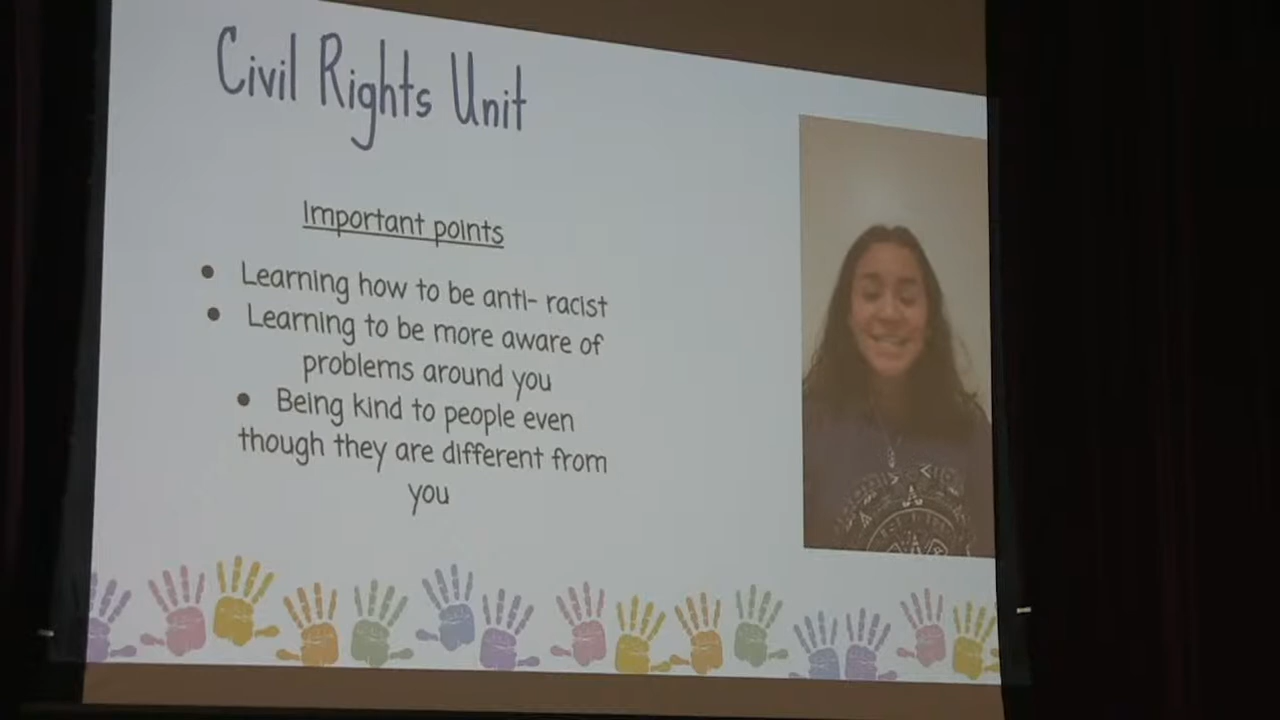 Civil Rights Unit
Important points
● Learning how to be anti- racist
● Learning to be more aware of
problems around you
● Being kind to people even
though they are different from
you